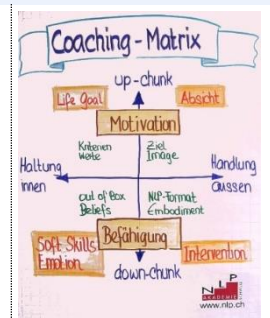 Coaching-Matrix
up-chunk
Life Goal
Absicht
Motivation
Kriterien
Werte
Ziel
Image
Haltung
innen
Handlung
aussen
out of Box
Beliefs
NLP-Format
Embodiment
Befähigung
Soft Skills
Emotion
Intervention
down-chunk
NLP
AKADEMIE
www.nlp.ch